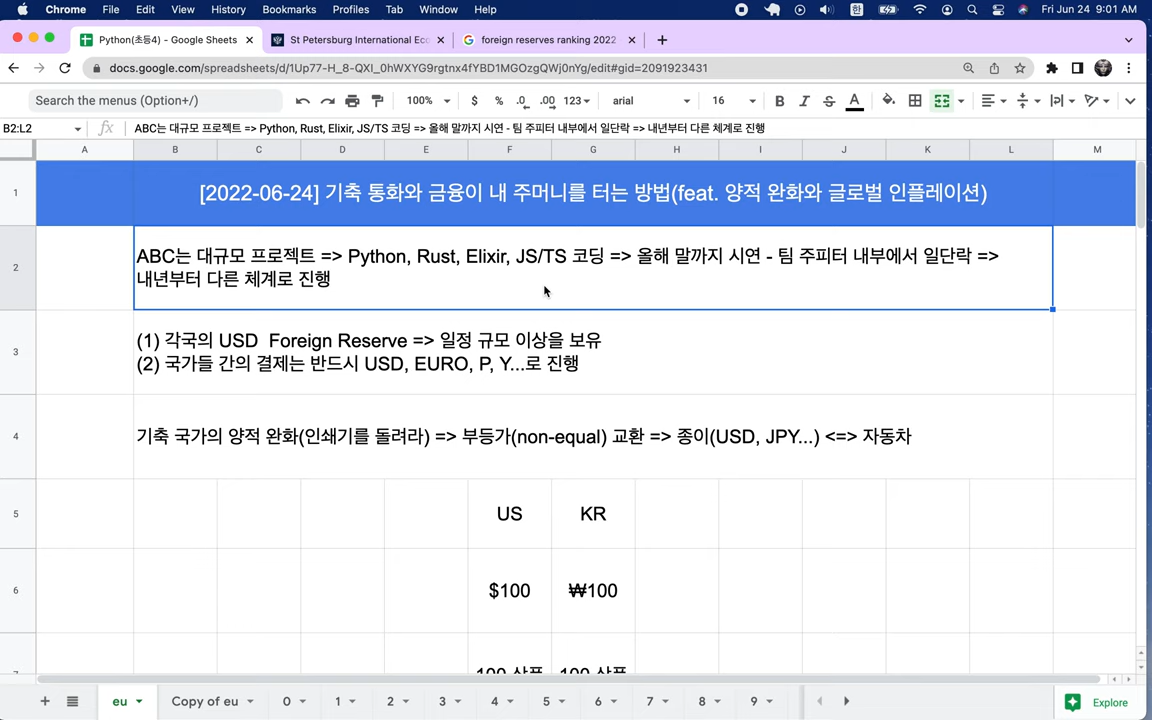 Chrome File Edit View History Bookmarks Profiles Tab Window Help 한 Fri Jun 24 9:01 AM
Python(초등4) - Google Sheets St Petersburg International Eco foreign reserves ranking 2022
docs.google.com/spreadsheets/d/1Up77-H_8-QXI_0hWXYG9rgtnx4fYBD1MGOzgQWj0nYg/edit#gid=2091923431
Search the menus (Option+/) 100% $ % .0 .00 123 arial 16 B I S A
B2:L2 fx ABC는 대규모 프로젝트 => Python, Rust, Elixir, JS/TS 코딩 => 올해 말까지 시연 - 팀 주피터 내부에서 일단락 => 내년부터 다른 체계로 진행
A B C D E F G H I J K L M
1 [2022-06-24] 기축 통화와 금융이 내 주머니를 터는 방법(feat. 양적 완화와 글로벌 인플레이션)
2 ABC는 대규모 프로젝트 => Python, Rust, Elixir, JS/TS 코딩 => 올해 말까지 시연 - 팀 주피터 내부에서 일단락 =>
내년부터 다른 체계로 진행
3 (1) 각국의 USD Foreign Reserve => 일정 규모 이상을 보유
(2) 국가들 간의 결제는 반드시 USD, EURO, P, Y...로 진행
4 기축 국가의 양적 완화(인쇄기를 돌려라) => 부등가(non-equal) 교환 => 종이(USD, JPY...) <=> 자동차
5 US KR
6 $100 ₩100
7 100 상품 100 상품
eu Copy of eu 0 1 2 3 4 5 6 7 8 9 Explore